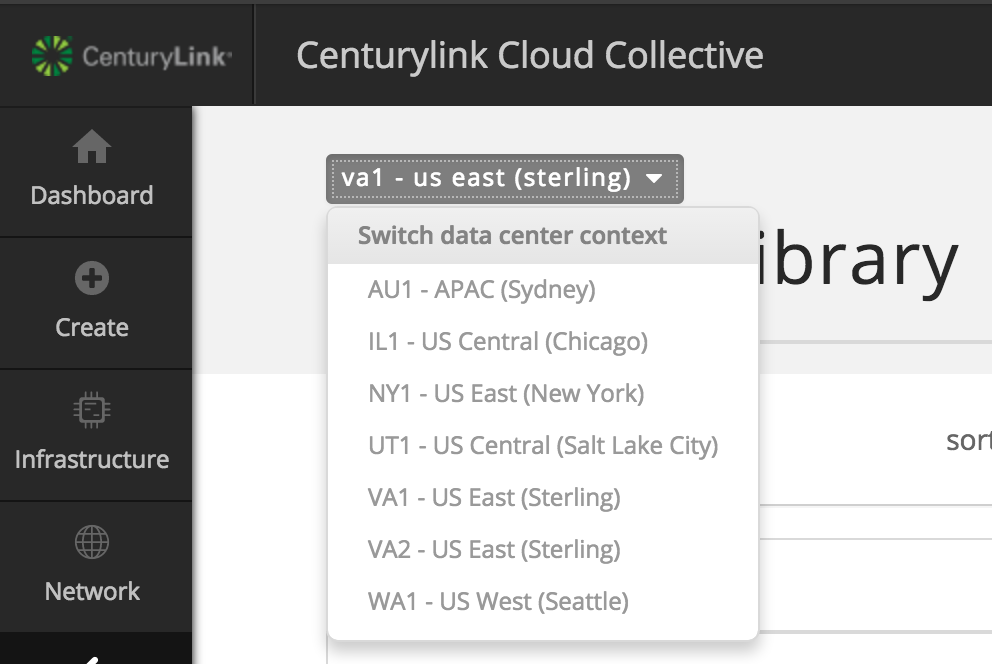 CenturyLink®
Centurylink Cloud Collective
Dashboard
Create
Infrastructure
Network
va1 - us east (sterling)
Switch data center context
AU1 - APAC (Sydney)
IL1 - US Central (Chicago)
NY1 - US East (New York)
UT1 - US Central (Salt Lake City)
VA1 - US East (Sterling)
VA2 - US East (Sterling)
WA1 - US West (Seattle)
ibrary
sort